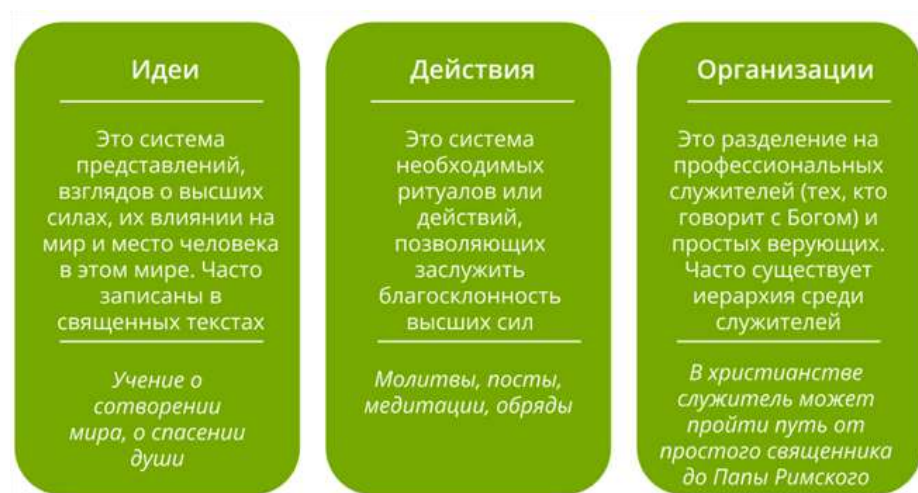 Идеи
Это система
представлений,
взглядов о высших
силах, их влиянии на
мир и место человека
в этом мире. Часто
записаны в
священных текстах
Учение о
сотворении
мира, о спасении
души
Действия
Это система
необходимых
ритуалов или
действий,
позволяющих
заслужить
благосклонность
высших сил
Молитвы, посты,
медитации, обряды
Организации
Это разделение на
профессиональных
служителей (тех, кто
говорит с Богом) и
простых верующих.
Часто существует
иерархия среди
служителей
В христианстве
служитель может
пройти путь от
простого священника
до Папы Римского